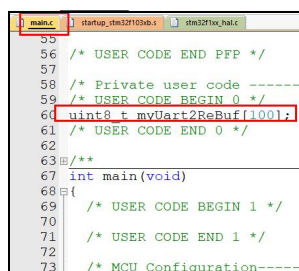 main.c startup_stm32f103xb.s stm32f1xx_hal.c
55
56 /* USER CODE END PFP */
57
58 /* Private user code ------
59 /* USER CODE BEGIN 0 */
60 uint8_t myUart2ReBuf[100];
61 /* USER CODE END 0 */
62
63 /**
67 int main(void)
68 {
69 /* USER CODE BEGIN 1 */
70
71 /* USER CODE END 1 */
72
73 /* MCU Configuration-----